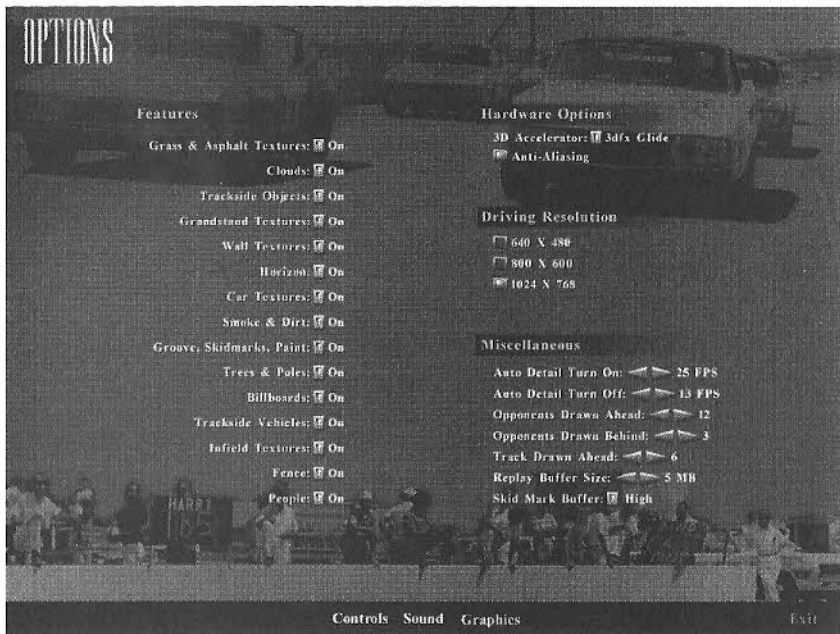 OPTIONS
Features
Grass & Asphalt Textures: On
Clouds: On
Trackside Objects: On
Grandstand Textures: On
Wall Textures: On
Horizon: On
Car Textures: On
Smoke & Dirt: On
Groove, Skidmarks, Paint: On
Trees & Poles: On
Billboards: On
Trackside Vehicles: On
Infield Textures: On
Fence: On
People: On
Hardware Options
3D Accelerator: 3dfx Glide
Anti-Aliasing
Driving Resolution
640 X 480
800 X 600
1024 X 768
Miscellaneous
Auto Detail Turn On: 25 FPS
Auto Detail Turn Off: 13 FPS
Opponents Drawn Ahead: 12
Opponents Drawn Behind: 3
Track Drawn Ahead: 6
Replay Buffer Size: 5 MB
Skid Mark Buffer: High
HARRY
Controls Sound Graphics Exit